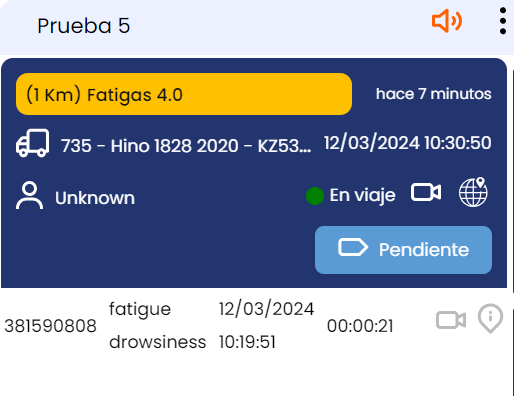 Prueba 5
(1 Km) Fatigas 4.0
hace 7 minutos
735 - Hino 1828 2020 - KZ53...
12/03/2024 10:30:50
Unknown
En viaje
Pendiente
381590808
fatigue
drowsiness
12/03/2024
10:19:51
00:00:21